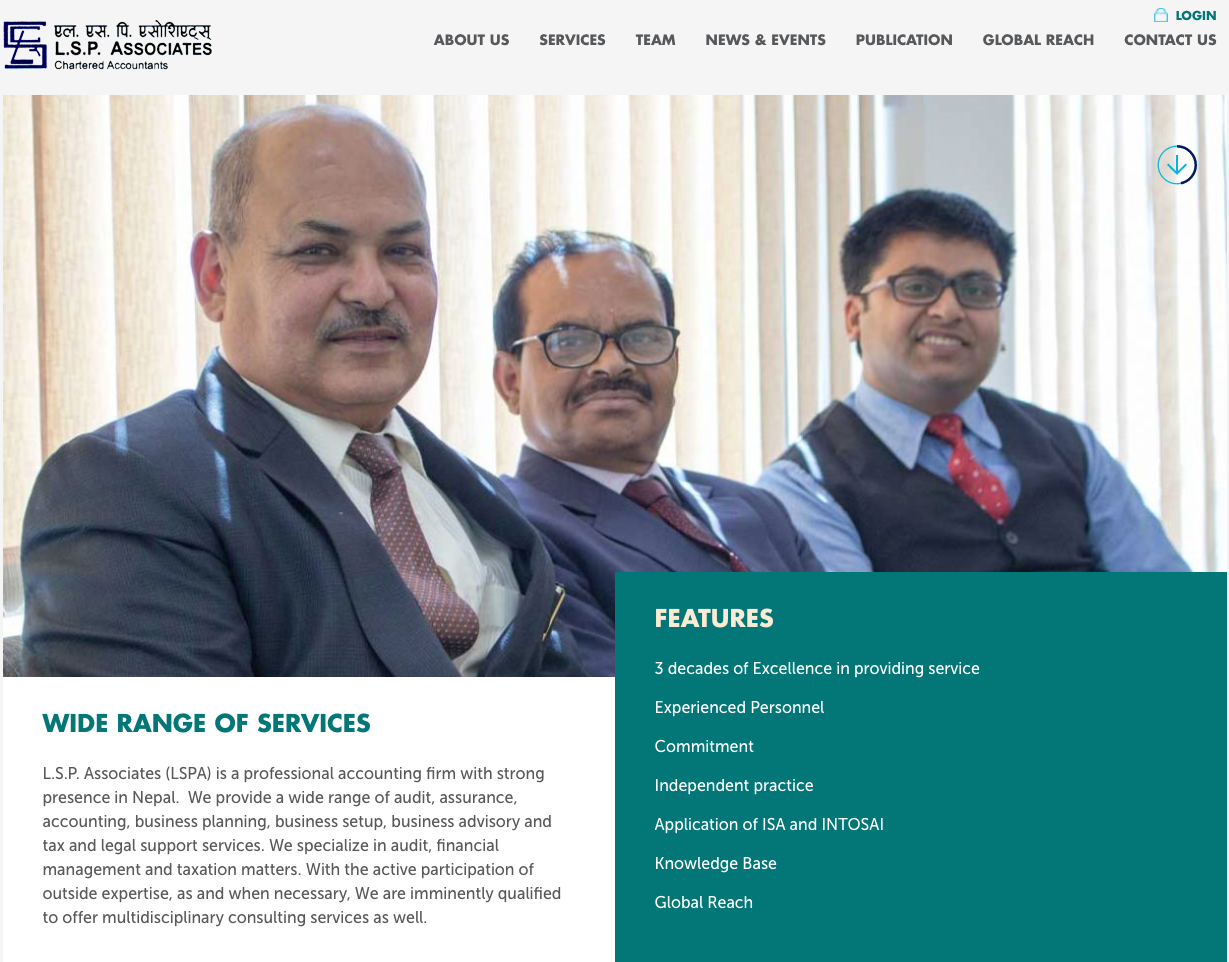 LOGIN
एल. एस. पि. एसोशिएट्स
L.S.P. ASSOCIATES
Chartered Accountants
ABOUT US SERVICES TEAM NEWS & EVENTS PUBLICATION GLOBAL REACH CONTACT US
WIDE RANGE OF SERVICES
L.S.P. Associates (LSPA) is a professional accounting firm with strong
presence in Nepal.  We provide a wide range of audit, assurance,
accounting, business planning, business setup, business advisory and
tax and legal support services. We specialize in audit, financial
management and taxation matters. With the active participation of
outside expertise, as and when necessary, We are imminently qualified
to offer multidisciplinary consulting services as well.
FEATURES
3 decades of Excellence in providing service
Experienced Personnel
Commitment
Independent practice
Application of ISA and INTOSAI
Knowledge Base
Global Reach